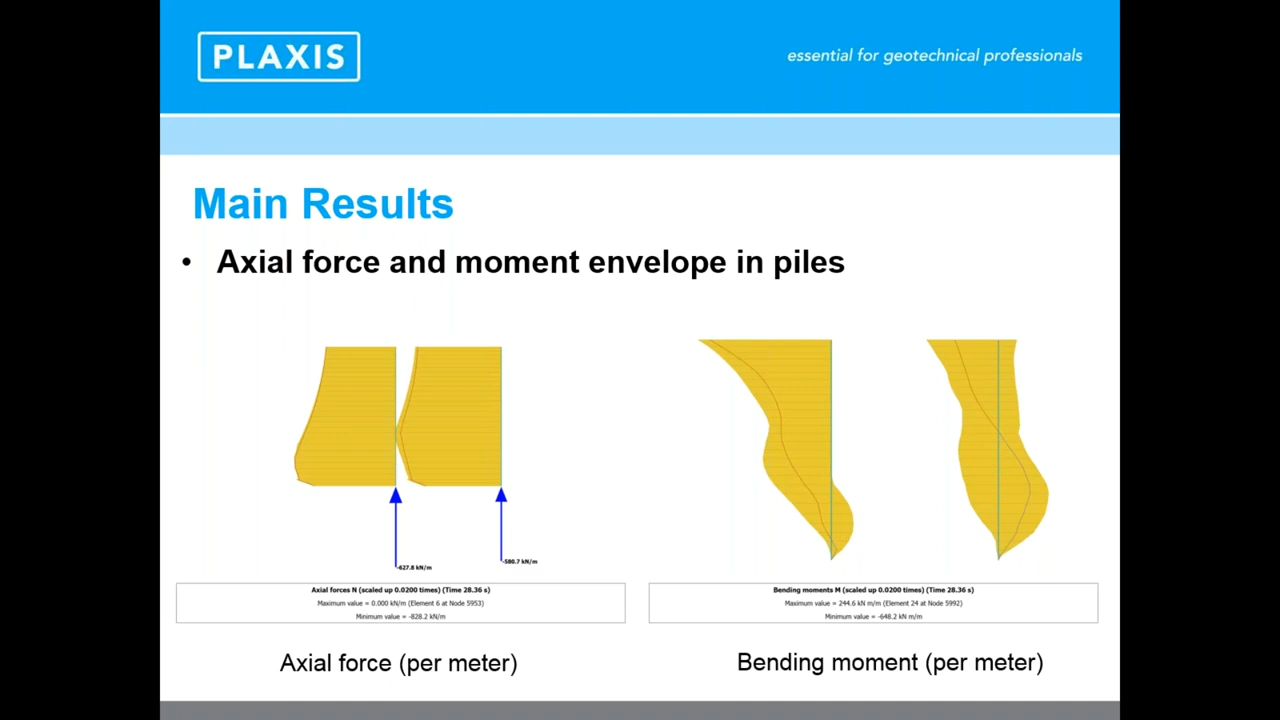 PLAXIS
essential for geotechnical professionals
Main Results
• Axial force and moment envelope in piles
-627.8 kN/m
-580.7 kN/m
Axial forces N (scaled up 0.0200 times) (Time 28.36 s)
Maximum value = 0.000 kN/m (Element 6 at Node 5953)
Minimum value = -828.2 kN/m
Bending moments M (scaled up 0.0200 times) (Time 28.36 s)
Maximum value = 244.6 kN m/m (Element 24 at Node 5992)
Minimum value = -648.2 kN m/m
Axial force (per meter)
Bending moment (per meter)